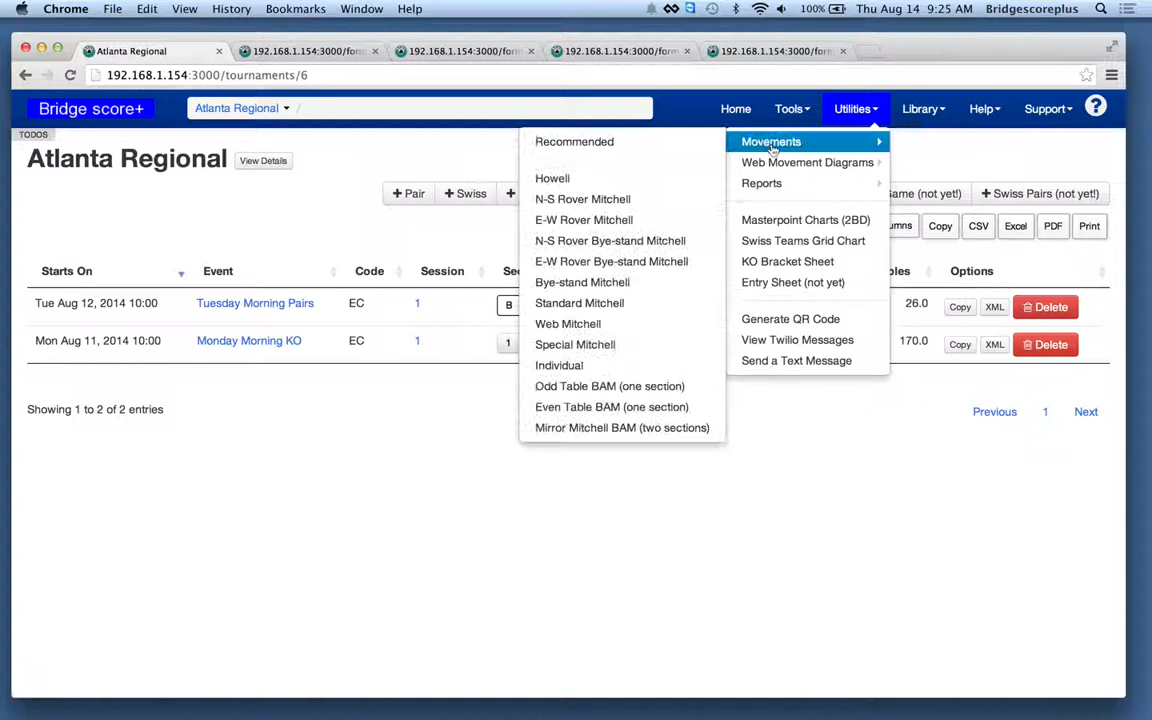 Chrome File Edit View History Bookmarks Window Help 100% Thu Aug 14 9:25 AM Bridgescoreplus
Atlanta Regional × 192.168.1.154:3000/for × 192.168.1.154:3000/for × 192.168.1.154:3000/for × 192.168.1.154:3000/for ×
192.168.1.154:3000/tournaments/6
Bridge score+ Atlanta Regional / Home Tools Utilities Library Help Support ?
TODOS
Atlanta Regional View Details
+ Pair + Swiss + ame (not yet!) + Swiss Pairs (not yet!)
umns Copy CSV Excel PDF Print
Starts On Event Code Session Sec bles Options
Tue Aug 12, 2014 10:00 Tuesday Morning Pairs EC 1 B 26.0 Copy XML Delete
Mon Aug 11, 2014 10:00 Monday Morning KO EC 1 1 170.0 Copy XML Delete
Showing 1 to 2 of 2 entries Previous 1 Next
Movements
Web Movement Diagrams
Reports
Masterpoint Charts (2BD)
Swiss Teams Grid Chart
KO Bracket Sheet
Entry Sheet (not yet)
Generate QR Code
View Twilio Messages
Send a Text Message
Recommended
Howell
N-S Rover Mitchell
E-W Rover Mitchell
N-S Rover Bye-stand Mitchell
E-W Rover Bye-stand Mitchell
Bye-stand Mitchell
Standard Mitchell
Web Mitchell
Special Mitchell
Individual
Odd Table BAM (one section)
Even Table BAM (one section)
Mirror Mitchell BAM (two sections)